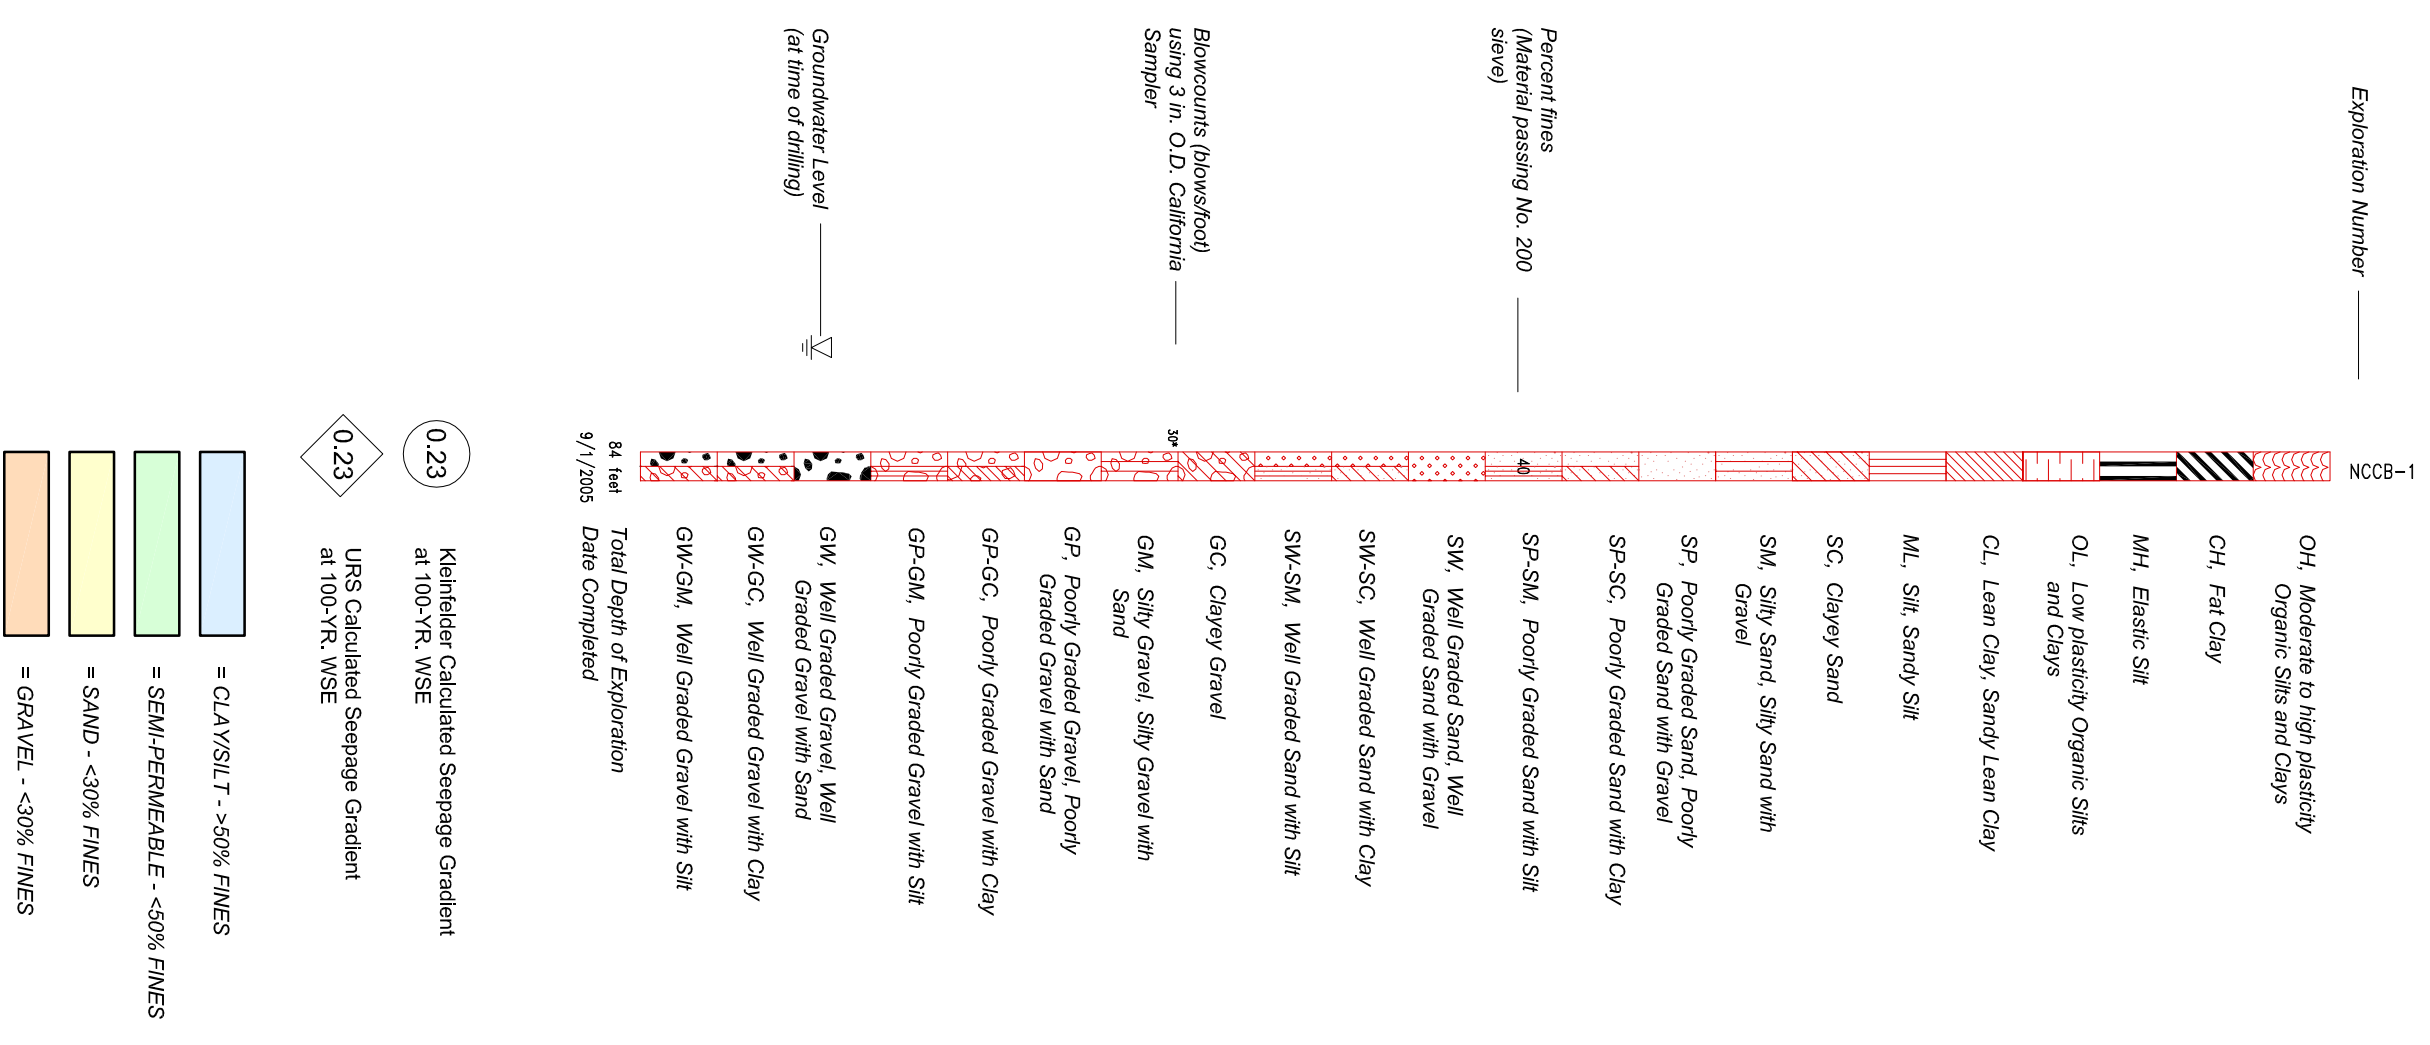 Exploration Number
NCCB-1
OH, Moderate to high plasticity
Organic Silts and Clays
CH, Fat Clay
MH, Elastic Silt
OL, Low plasticity Organic Silts
and Clays
CL, Lean Clay, Sandy Lean Clay
ML, Silt, Sandy Silt
SC, Clayey Sand
SM, Silty Sand, Silty Sand with
Gravel
SP, Poorly Graded Sand, Poorly
Graded Sand with Gravel
SP-SC, Poorly Graded Sand with Clay
Percent fines
(Material passing No. 200
sieve)
40
SP-SM, Poorly Graded Sand with Silt
SW, Well Graded Sand, Well
Graded Sand with Gravel
SW-SC, Well Graded Sand with Clay
SW-SM, Well Graded Sand with Silt
Blowcounts (blows/foot)
using 3 in. O.D. California
Sampler
30*
GC, Clayey Gravel
GM, Silty Gravel, Silty Gravel with
Sand
GP, Poorly Graded Gravel, Poorly
Graded Gravel with Sand
GP-GC, Poorly Graded Gravel with Clay
GP-GM, Poorly Graded Gravel with Silt
Groundwater Level
(at time of drilling)
GW, Well Graded Gravel, Well
Graded Gravel with Sand
GW-GC, Well Graded Gravel with Clay
GW-GM, Well Graded Gravel with Silt
84 feet
Total Depth of Exploration
9/1/2005
Date Completed
0.23
Kleinfelder Calculated Seepage Gradient
at 100-YR. WSE
0.23
URS Calculated Seepage Gradient
at 100-YR. WSE
= CLAY/SILT - >50% FINES
= SEMI-PERMEABLE - <50% FINES
= SAND - <30% FINES
= GRAVEL - <30% FINES